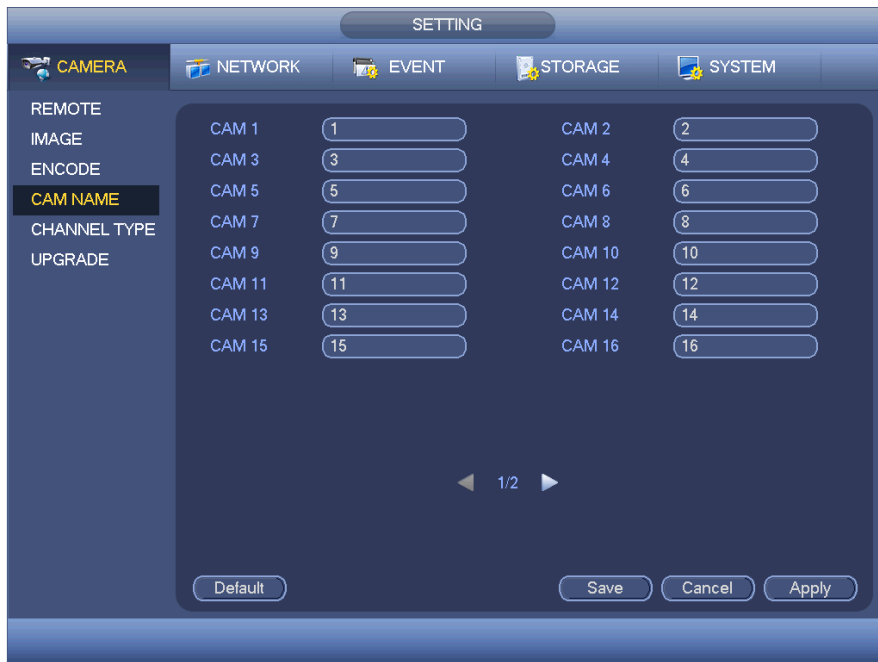 SETTING
CAMERA NETWORK EVENT STORAGE SYSTEM
REMOTE
IMAGE
ENCODE
CAM NAME
CHANNEL TYPE
UPGRADE
CAM 1 1 CAM 2 2
CAM 3 3 CAM 4 4
CAM 5 5 CAM 6 6
CAM 7 7 CAM 8 8
CAM 9 9 CAM 10 10
CAM 11 11 CAM 12 12
CAM 13 13 CAM 14 14
CAM 15 15 CAM 16 16
1/2
Default Save Cancel Apply